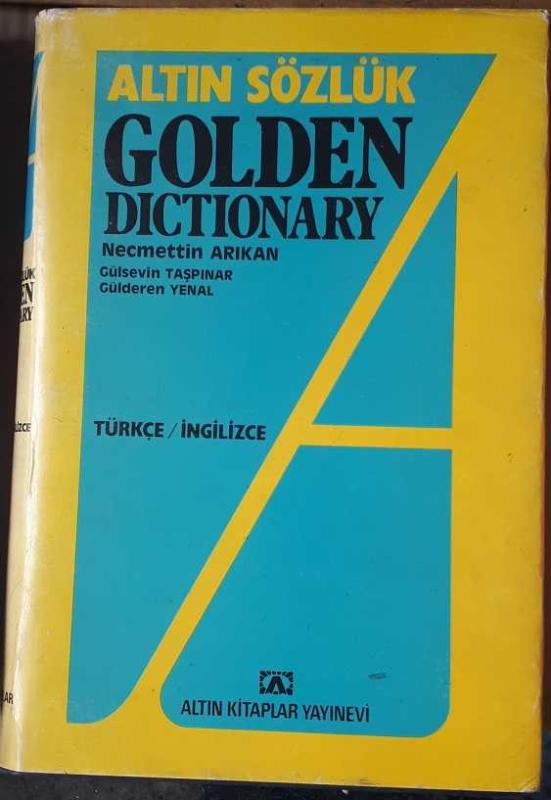 ALTIN SÖZLÜK
GOLDEN
DICTIONARY
Necmettin ARIKAN
Gülsevin TAŞPINAR
Gülderen YENAL
TÜRKÇE / İNGİLİZCE
ALTIN KİTAPLAR YAYINEVİ